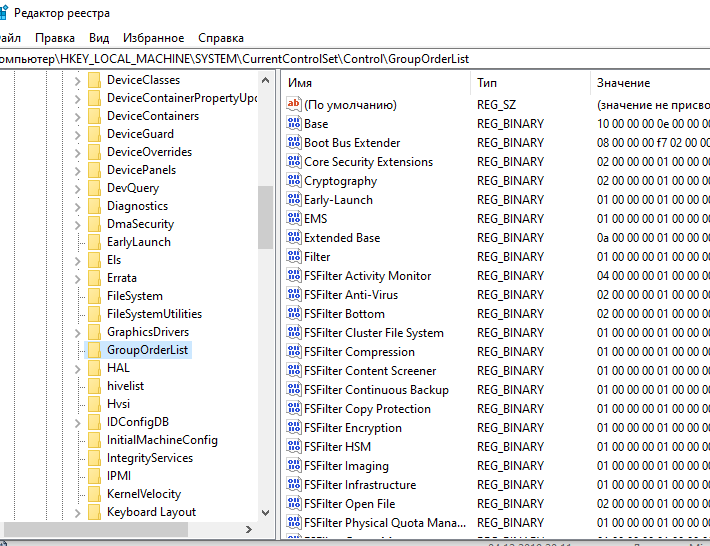 Редактор реестра
айл Правка Вид Избранное Справка
омпьютер\HKEY_LOCAL_MACHINE\SYSTEM\CurrentControlSet\Control\GroupOrderList
DeviceClasses
DeviceContainerPropertyUpd
DeviceContainers
DeviceGuard
DeviceOverrides
DevicePanels
DevQuery
Diagnostics
DmaSecurity
EarlyLaunch
Els
Errata
FileSystem
FileSystemUtilities
GraphicsDrivers
GroupOrderList
HAL
hivelist
Hvsi
IDConfigDB
InitialMachineConfig
IntegrityServices
IPMI
KernelVelocity
Keyboard Layout
Имя Тип Значение
(По умолчанию) REG_SZ (значение не присво
Base REG_BINARY 10 00 00 00 0e 00 00 00
Boot Bus Extender REG_BINARY 08 00 00 00 f7 02 00 00
Core Security Extensions REG_BINARY 02 00 00 00 01 00 00 00
Cryptography REG_BINARY 02 00 00 00 01 00 00 00
Early-Launch REG_BINARY 01 00 00 00 01 00 00 00
EMS REG_BINARY 01 00 00 00 01 00 00 00
Extended Base REG_BINARY 0a 00 00 00 01 00 00 00
Filter REG_BINARY 01 00 00 00 01 00 00 00
FSFilter Activity Monitor REG_BINARY 04 00 00 00 01 00 00 00
FSFilter Anti-Virus REG_BINARY 02 00 00 00 01 00 00 00
FSFilter Bottom REG_BINARY 02 00 00 00 01 00 00 00
FSFilter Cluster File System REG_BINARY 01 00 00 00 01 00 00 00
FSFilter Compression REG_BINARY 01 00 00 00 01 00 00 00
FSFilter Content Screener REG_BINARY 01 00 00 00 01 00 00 00
FSFilter Continuous Backup REG_BINARY 01 00 00 00 01 00 00 00
FSFilter Copy Protection REG_BINARY 01 00 00 00 01 00 00 00
FSFilter Encryption REG_BINARY 01 00 00 00 01 00 00 00
FSFilter HSM REG_BINARY 01 00 00 00 01 00 00 00
FSFilter Imaging REG_BINARY 01 00 00 00 01 00 00 00
FSFilter Infrastructure REG_BINARY 01 00 00 00 01 00 00 00
FSFilter Open File REG_BINARY 02 00 00 00 01 00 00 00
FSFilter Physical Quota Mana... REG_BINARY 01 00 00 00 01 00 00 00